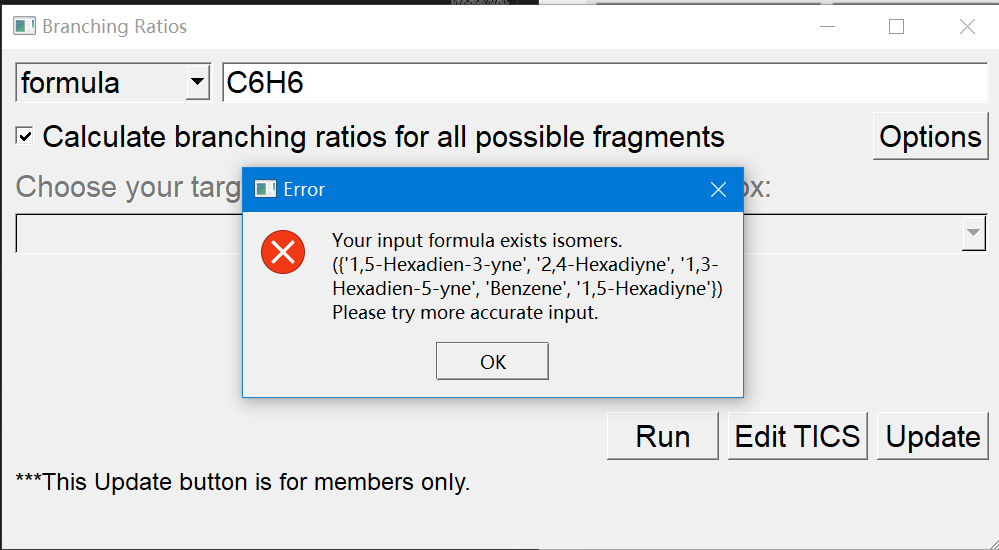 Branching Ratios
formula
C6H6
Calculate branching ratios for all possible fragments
Options
Choose your targ
ox:
Error
Your input formula exists isomers.
({'1,5-Hexadien-3-yne', '2,4-Hexadiyne', '1,3-
Hexadien-5-yne', 'Benzene', '1,5-Hexadiyne'})
Please try more accurate input.
OK
Run
Edit TICS
Update
***This Update button is for members only.